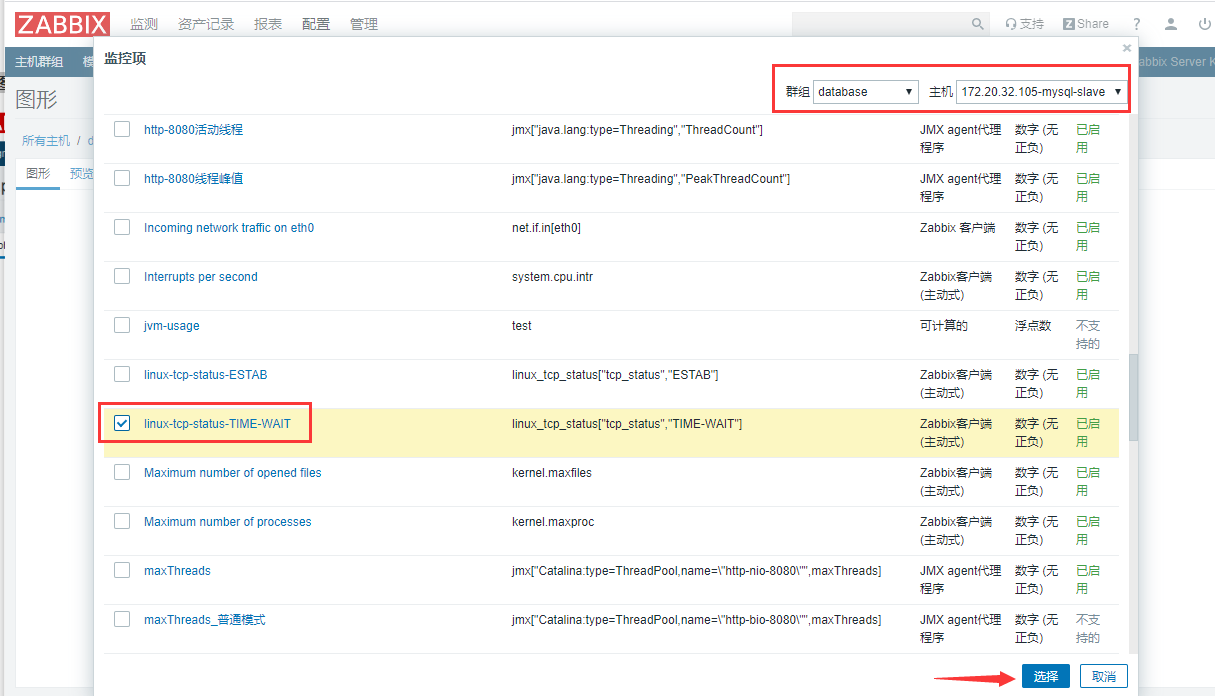 ZABBIX 监测 资产记录 报表 配置 管理 支持 Z Share ?
主机群组
abbix Server
监控项
群组 database 主机 172.20.32.105-mysql-slave
图形
所有主机 / d
图形 预览
http-8080活动线程 jmx["java.lang:type=Threading","ThreadCount"] JMX agent代理 数字 (无 已启
程序 正负) 用
http-8080线程峰值 jmx["java.lang:type=Threading","PeakThreadCount"] JMX agent代理 数字 (无 已启
程序 正负) 用
Incoming network traffic on eth0 net.if.in[eth0] Zabbix 客户端 数字 (无 已启
正负) 用
Interrupts per second system.cpu.intr Zabbix客户端 数字 (无 已启
(主动式) 正负) 用
jvm-usage test 可计算的 浮点数 不支
持的
linux-tcp-status-ESTAB linux_tcp_status["tcp_status","ESTAB"] Zabbix客户端 数字 (无 已启
(主动式) 正负) 用
linux-tcp-status-TIME-WAIT linux_tcp_status["tcp_status","TIME-WAIT"] Zabbix客户端 数字 (无 已启
(主动式) 正负) 用
Maximum number of opened files kernel.maxfiles Zabbix客户端 数字 (无 已启
(主动式) 正负) 用
Maximum number of processes kernel.maxproc Zabbix客户端 数字 (无 已启
(主动式) 正负) 用
maxThreads jmx["Catalina:type=ThreadPool,name=\"http-nio-8080\"",maxThreads] JMX agent代理 数字 (无 已启
程序 正负) 用
maxThreads_普通模式 jmx["Catalina:type=ThreadPool,name=\"http-bio-8080\"",maxThreads] JMX agent代理 数字 (无 不支
程序 正负) 持的
选择 取消